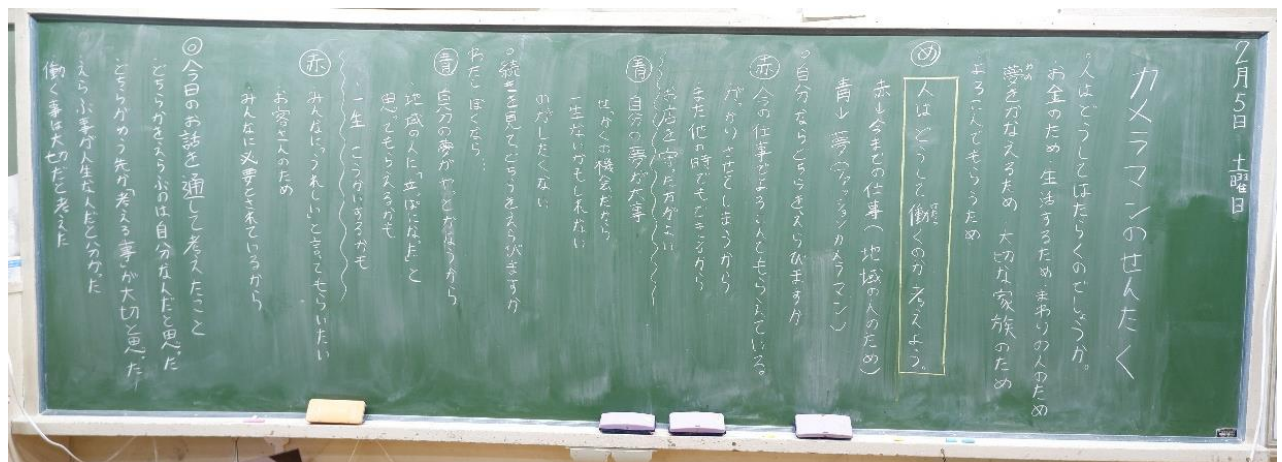 2月5日 土曜日
カメラマンのせんたく
○人はどうしてはたらくのでしょうか。
お金のため・生活するため・まわりの人のため
夢をかなえるため 大切な家族のため
よろこんでもらうため
め 人はどうして働くのか考えよう。
赤↓今までの仕事(地域の人のため)
青↓夢(ファッションカメラマン)
○自分ならどちらをえらびますか
赤 今の仕事でよろこんでもらえている。
がっかりさせてしまうから
また他の時でもできるから
お店を守った方がよい
青 自分の夢が大事
せっかくの機会だから
一生ないかもしれない
のがしたくない
○続きを見てどちらをえらびますか
わたし ぼくなら…
青 自分の夢がやっとかなうから
地域の人に「立ぱになった」と
思ってもらえるかも
一生こうかいするかも
赤 みんなに「うれしい」と言ってもらいたい
お客さんのため
みんなに必要とされているから
◎今日のお話を通して考えたこと
どちらかをえらぶのは自分なんだと思った
どちらがかつ先か「考える事」が大切と思った。
えらぶ事が人生なんだと分かった
働く事は大切だと考えた